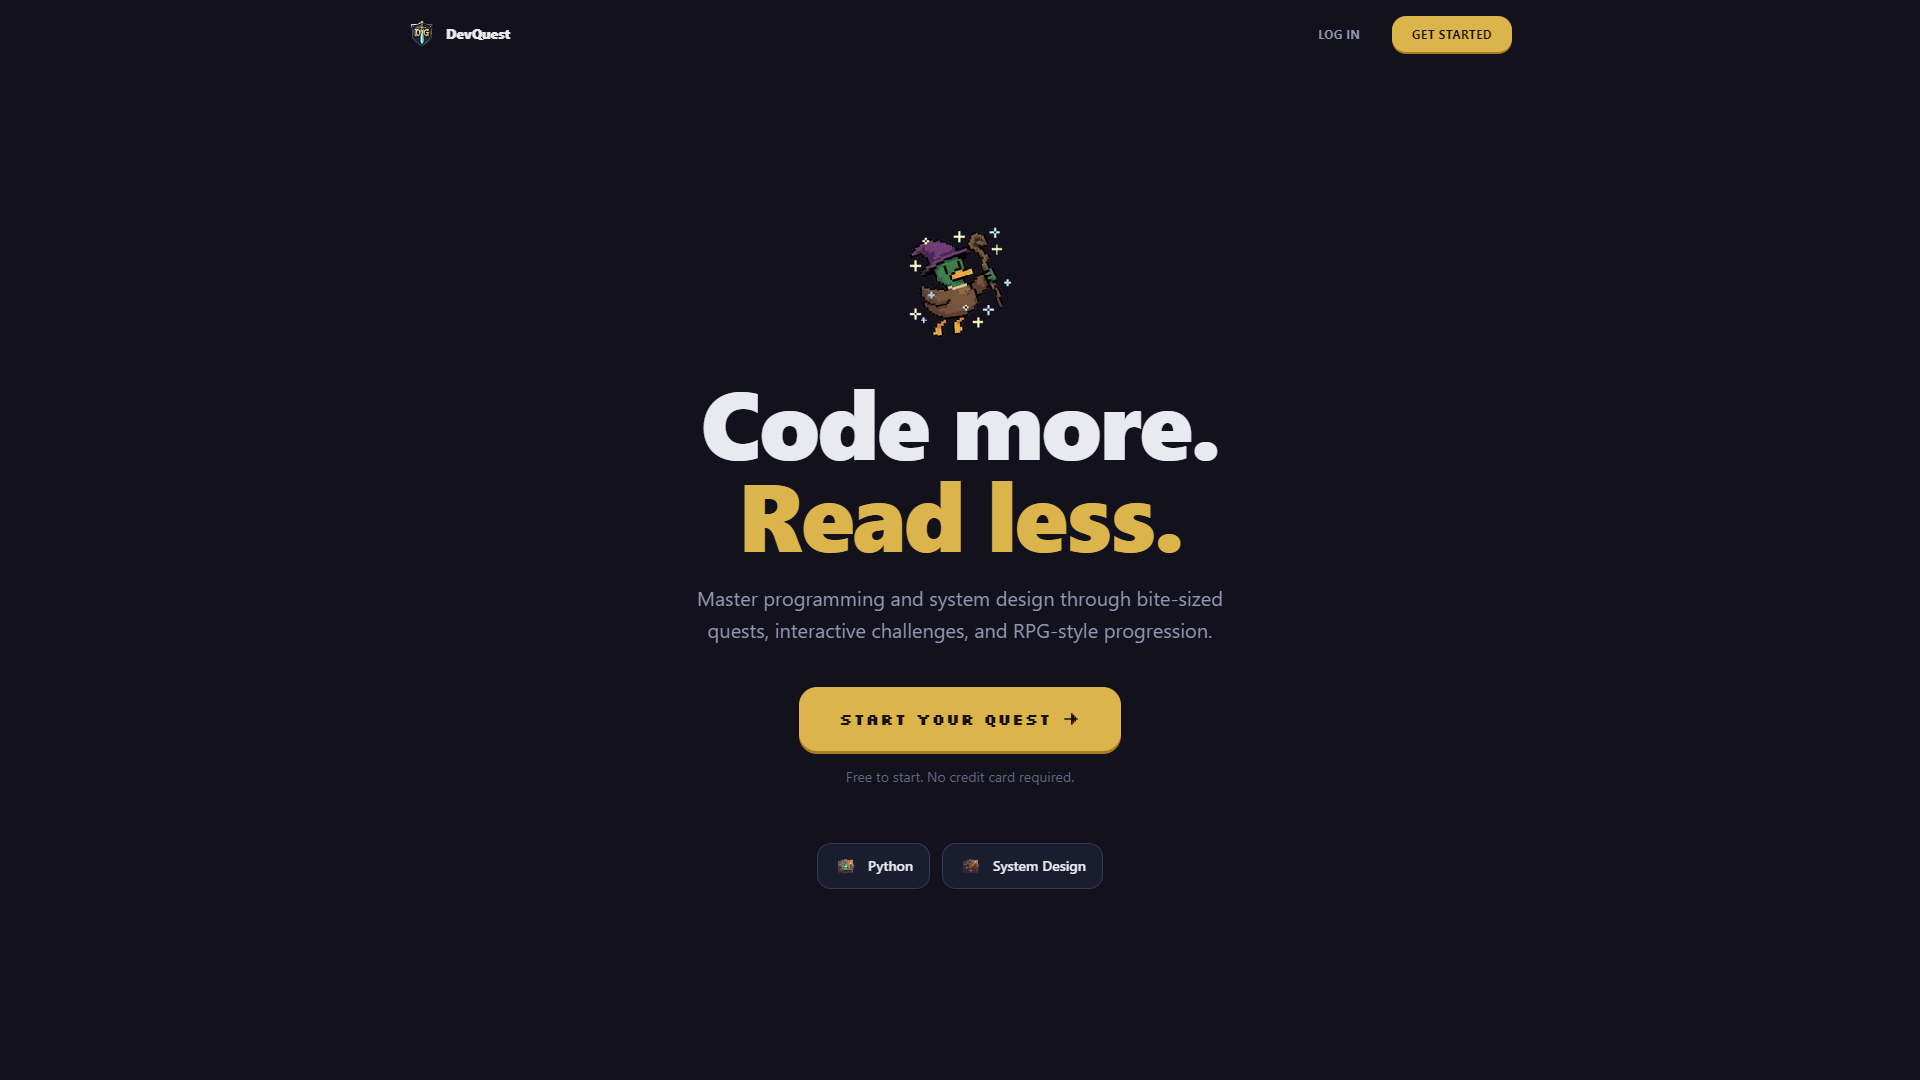 DevQuest
LOG IN
GET STARTED
Code more.
Read less.
Master programming and system design through bite-sized
quests, interactive challenges, and RPG-style progression.
START YOUR QUEST →
Free to start. No credit card required.
Python
System Design